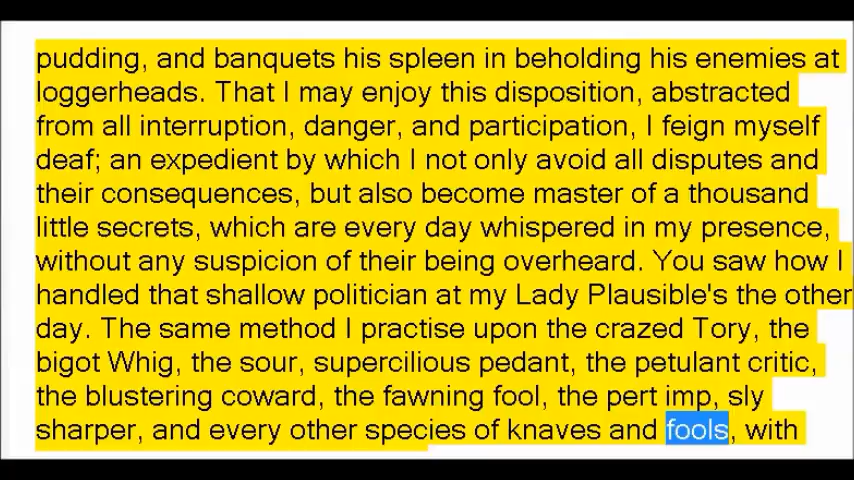 pudding, and banquets his spleen in beholding his enemies at
loggerheads. That I may enjoy this disposition, abstracted
from all interruption, danger, and participation, I feign myself
deaf; an expedient by which I not only avoid all disputes and
their consequences, but also become master of a thousand
little secrets, which are every day whispered in my presence,
without any suspicion of their being overheard. You saw how I
handled that shallow politician at my Lady Plausible's the other
day. The same method I practise upon the crazed Tory, the
bigot Whig, the sour, supercilious pedant, the petulant critic,
the blustering coward, the fawning fool, the pert imp, sly
sharper, and every other species of knaves and fools, with